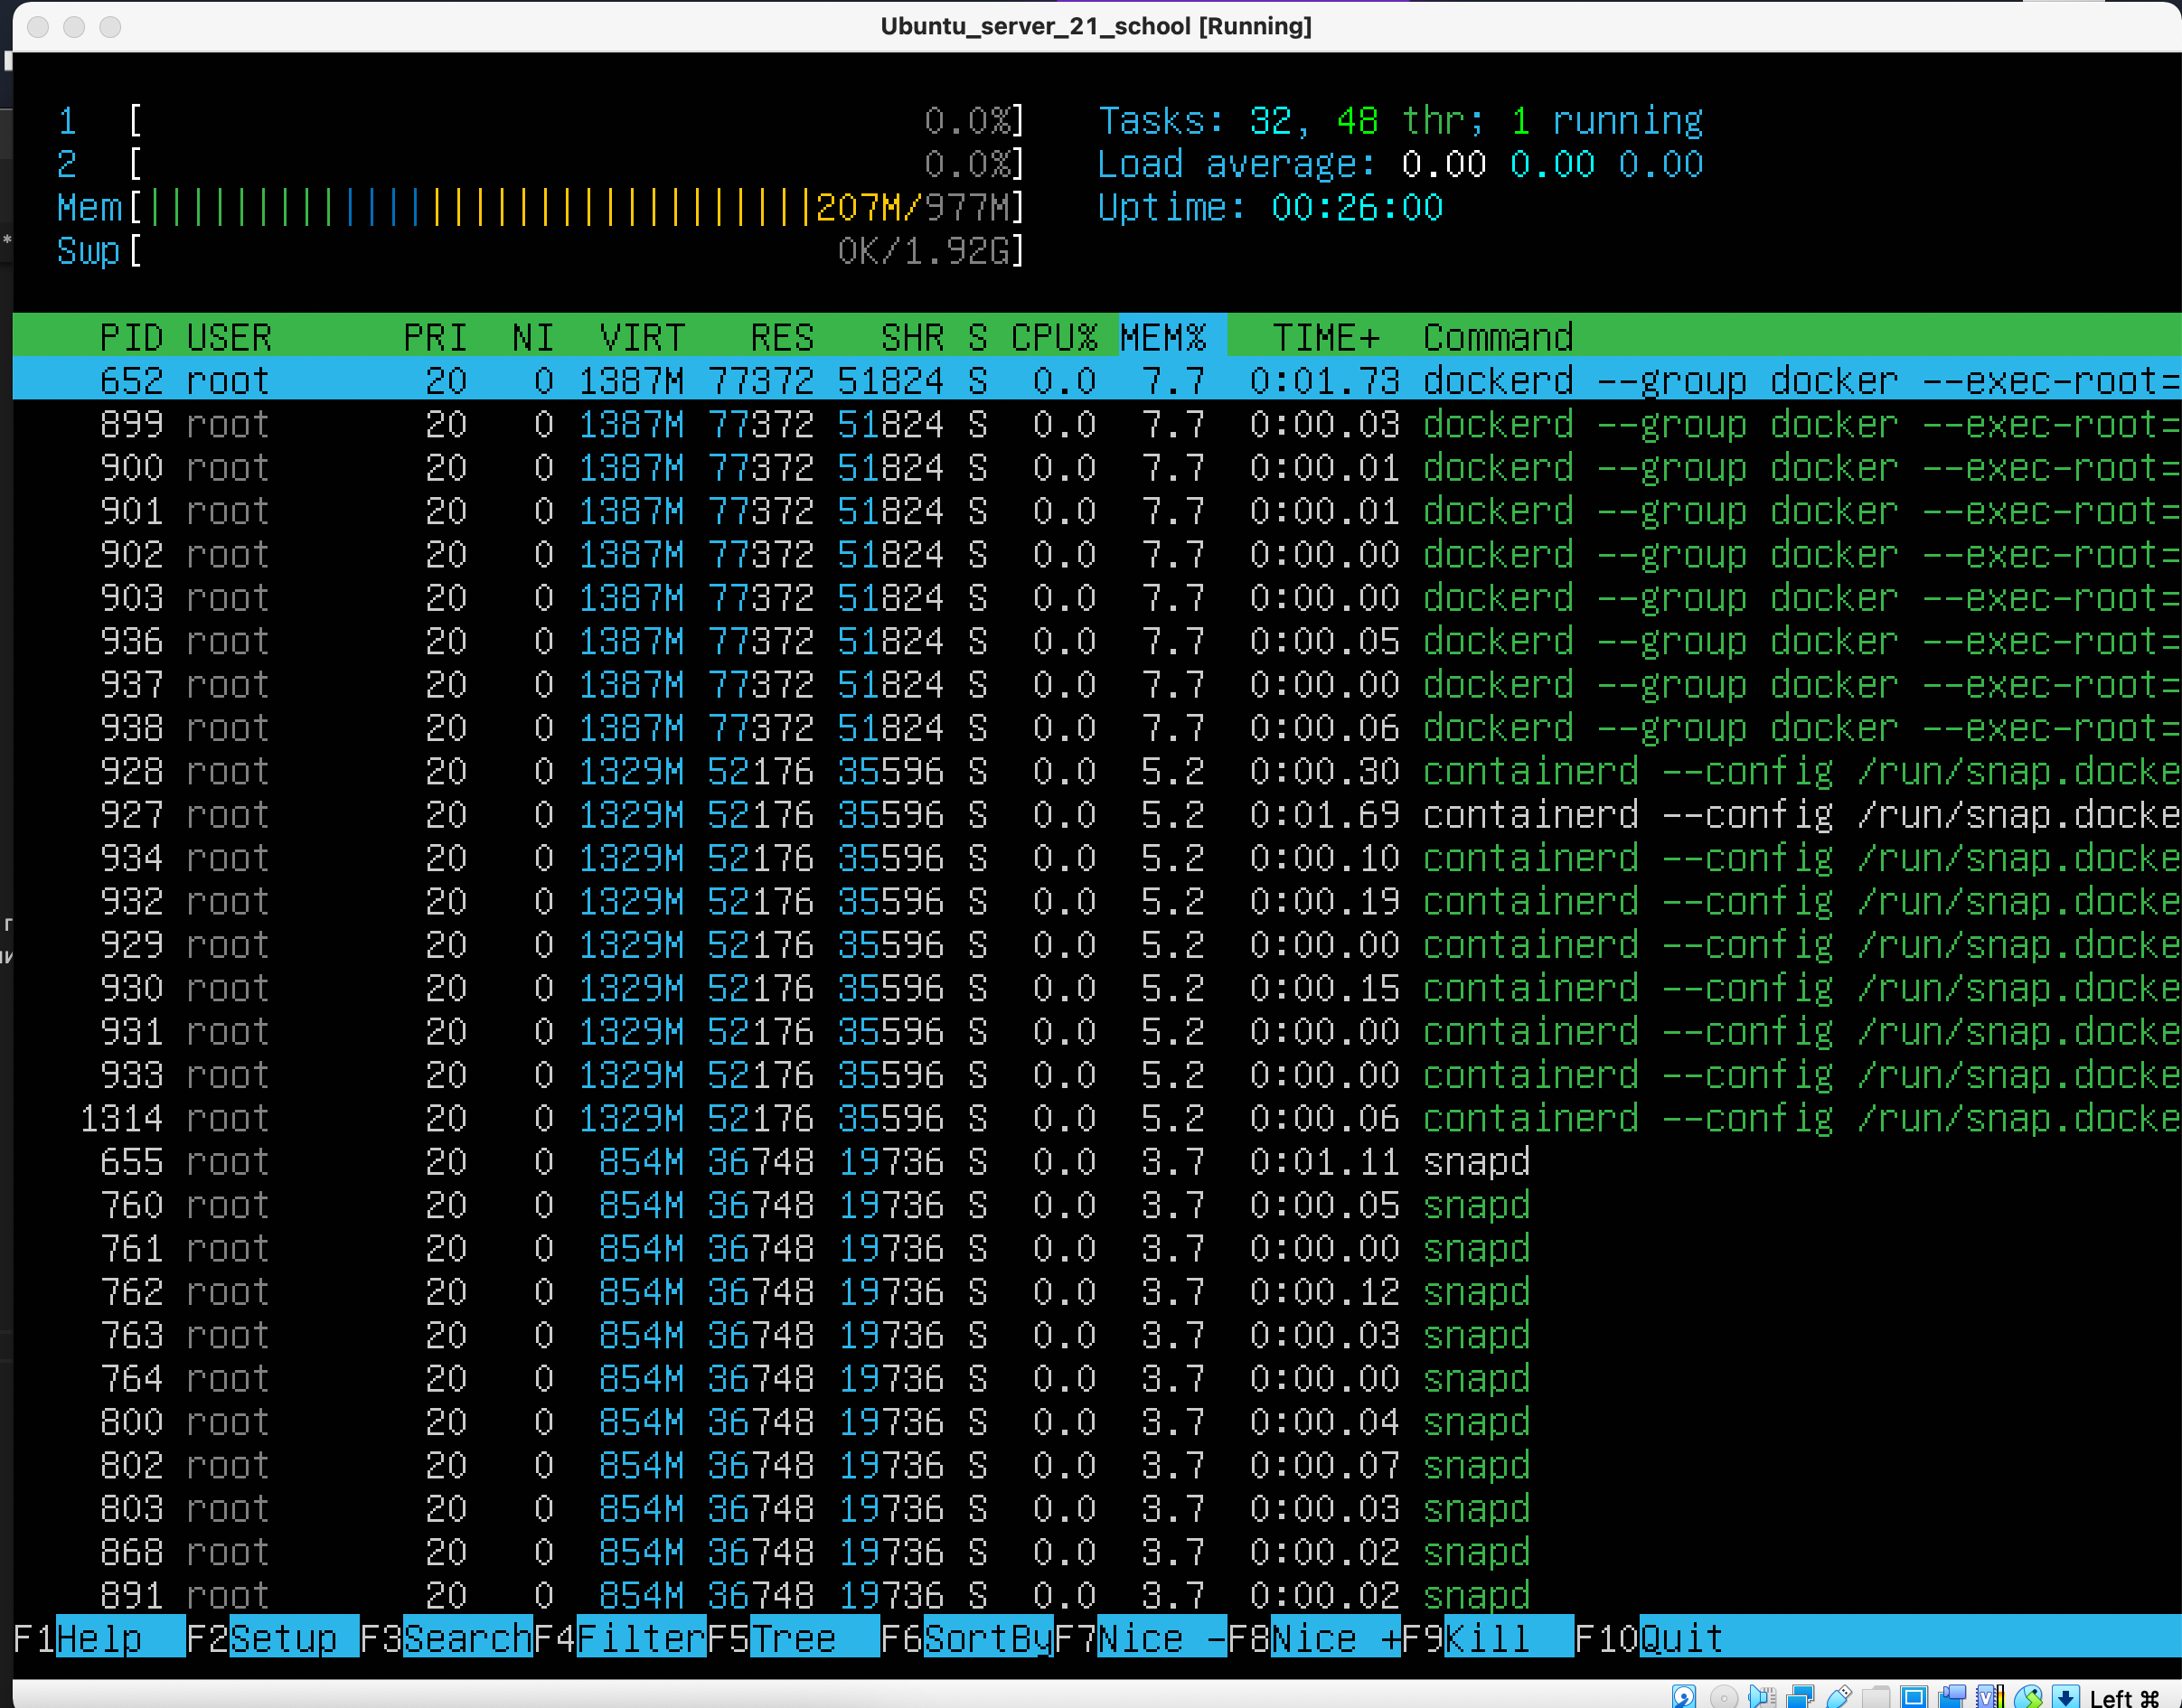 Ubuntu_server_21_school [Running]
1 [ 0.0%] Tasks: 32, 48 thr; 1 running
2 [ 0.0%] Load average: 0.00 0.00 0.00
Mem[|||||||||||||||||||||||||||||||207M/977M] Uptime: 00:26:00
Swp[ 0K/1.92G]
PID USER PRI NI VIRT RES SHR S CPU% MEM% TIME+ Command
652 root 20 0 1387M 77372 51824 S 0.0 7.7 0:01.73 dockerd --group docker --exec-root=
899 root 20 0 1387M 77372 51824 S 0.0 7.7 0:00.03 dockerd --group docker --exec-root=
900 root 20 0 1387M 77372 51824 S 0.0 7.7 0:00.01 dockerd --group docker --exec-root=
901 root 20 0 1387M 77372 51824 S 0.0 7.7 0:00.01 dockerd --group docker --exec-root=
902 root 20 0 1387M 77372 51824 S 0.0 7.7 0:00.00 dockerd --group docker --exec-root=
903 root 20 0 1387M 77372 51824 S 0.0 7.7 0:00.00 dockerd --group docker --exec-root=
936 root 20 0 1387M 77372 51824 S 0.0 7.7 0:00.05 dockerd --group docker --exec-root=
937 root 20 0 1387M 77372 51824 S 0.0 7.7 0:00.00 dockerd --group docker --exec-root=
938 root 20 0 1387M 77372 51824 S 0.0 7.7 0:00.06 dockerd --group docker --exec-root=
928 root 20 0 1329M 52176 35596 S 0.0 5.2 0:00.30 containerd --config /run/snap.docke
927 root 20 0 1329M 52176 35596 S 0.0 5.2 0:01.69 containerd --config /run/snap.docke
934 root 20 0 1329M 52176 35596 S 0.0 5.2 0:00.10 containerd --config /run/snap.docke
932 root 20 0 1329M 52176 35596 S 0.0 5.2 0:00.19 containerd --config /run/snap.docke
929 root 20 0 1329M 52176 35596 S 0.0 5.2 0:00.00 containerd --config /run/snap.docke
930 root 20 0 1329M 52176 35596 S 0.0 5.2 0:00.15 containerd --config /run/snap.docke
931 root 20 0 1329M 52176 35596 S 0.0 5.2 0:00.00 containerd --config /run/snap.docke
933 root 20 0 1329M 52176 35596 S 0.0 5.2 0:00.00 containerd --config /run/snap.docke
1314 root 20 0 1329M 52176 35596 S 0.0 5.2 0:00.06 containerd --config /run/snap.docke
655 root 20 0 854M 36748 19736 S 0.0 3.7 0:01.11 snapd
760 root 20 0 854M 36748 19736 S 0.0 3.7 0:00.05 snapd
761 root 20 0 854M 36748 19736 S 0.0 3.7 0:00.00 snapd
762 root 20 0 854M 36748 19736 S 0.0 3.7 0:00.12 snapd
763 root 20 0 854M 36748 19736 S 0.0 3.7 0:00.03 snapd
764 root 20 0 854M 36748 19736 S 0.0 3.7 0:00.00 snapd
800 root 20 0 854M 36748 19736 S 0.0 3.7 0:00.04 snapd
802 root 20 0 854M 36748 19736 S 0.0 3.7 0:00.07 snapd
803 root 20 0 854M 36748 19736 S 0.0 3.7 0:00.03 snapd
868 root 20 0 854M 36748 19736 S 0.0 3.7 0:00.02 snapd
891 root 20 0 854M 36748 19736 S 0.0 3.7 0:00.02 snapd
F1Help F2Setup F3SearchF4FilterF5Tree F6SortByF7Nice -F8Nice +F9Kill F10Quit
Left ⌘